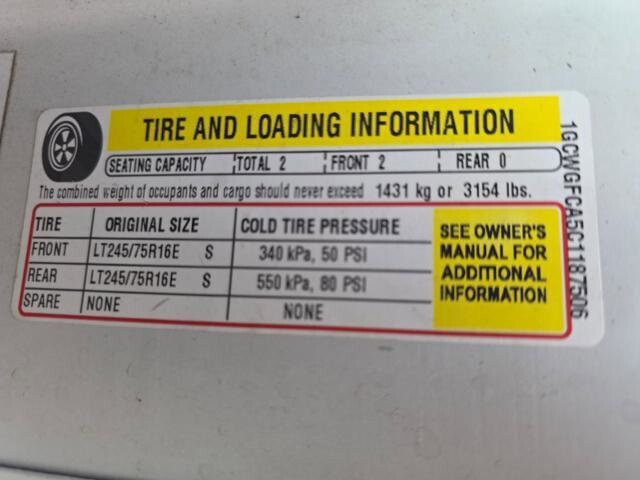 TIRE AND LOADING INFORMATION
SEATING CAPACITY TOTAL 2 FRONT 2 REAR 0
The combined weight of occupants and cargo should never exceed 1431 kg or 3154 lbs.
TIRE ORIGINAL SIZE COLD TIRE PRESSURE
FRONT LT245/75R16E S 340 kPa, 50 PSI
REAR LT245/75R16E S 550 kPa, 80 PSI
SPARE NONE NONE
SEE OWNER'S
MANUAL FOR
ADDITIONAL
INFORMATION
1GCWGFCA5C1187506